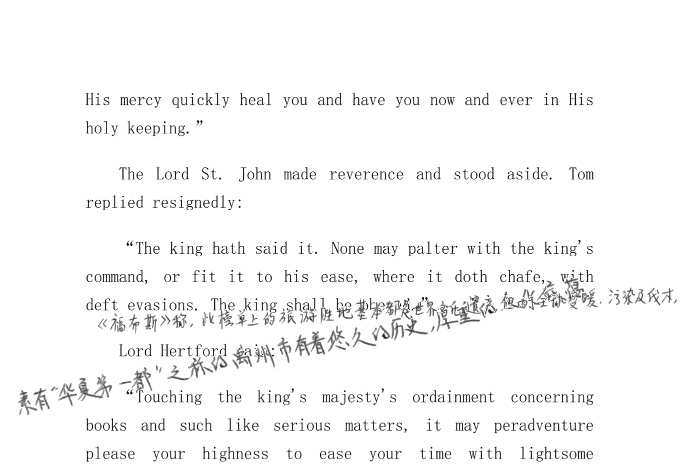 His mercy quickly heal you and have you now and ever in His
holy keeping.”
The Lord St. John made reverence and stood aside. Tom
replied resignedly:
“The king hath said it. None may palter with the king's
command, or fit it to his ease, where it doth chafe, with
deft evasions. The king shall be obeyed.”
《福布斯》称，此榜单上的旅游胜地基本都是世界文化遗产，但由于全球变暖、污染及伐木，
Lord Hertford said:
素有“华夏第一都”之称的禹州市有着悠久的历史，厚重的
“Touching the king's majesty's ordainment concerning
books and such like serious matters, it may peradventure
please your highness to ease your time with lightsome